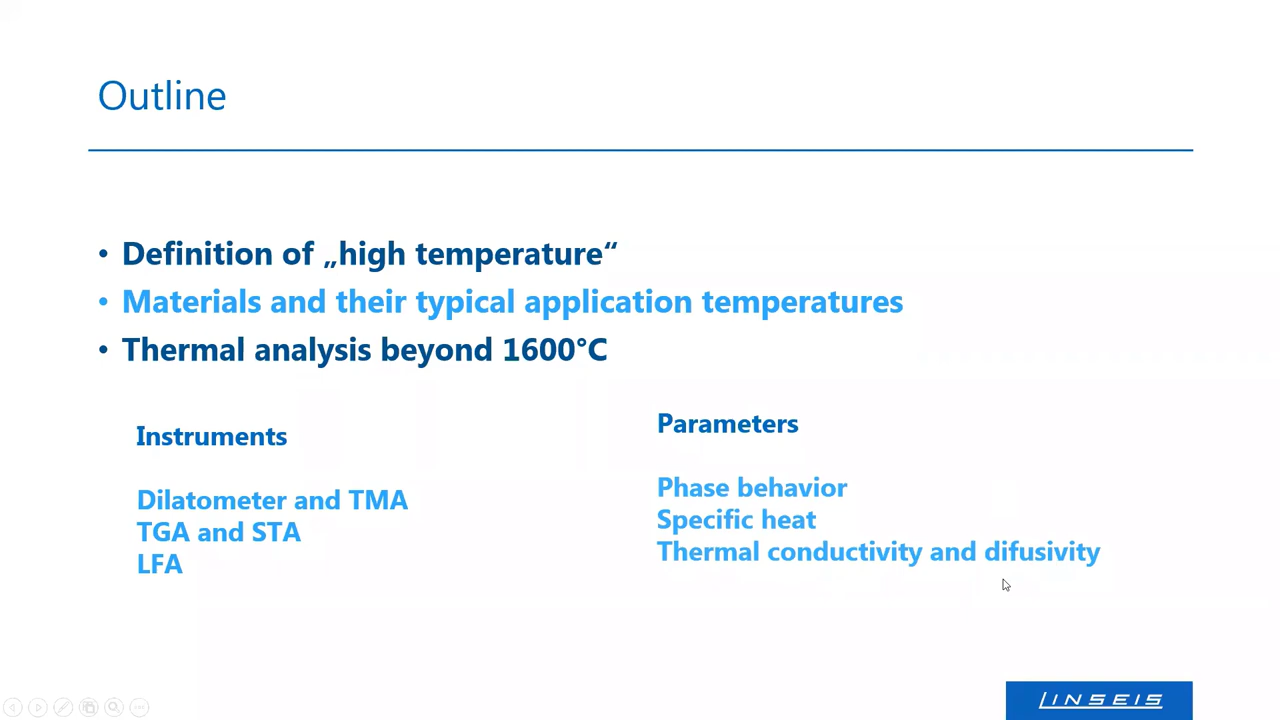 Outline
• Definition of „high temperature“
• Materials and their typical application temperatures
• Thermal analysis beyond 1600°C
Instruments
Dilatometer and TMA
TGA and STA
LFA
Parameters
Phase behavior
Specific heat
Thermal conductivity and difusivity
LINSEIS